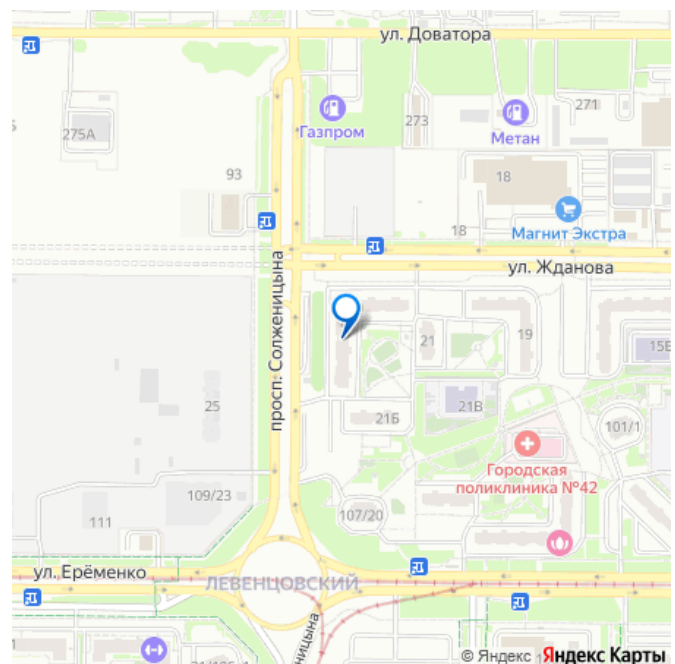 ул. Доватора
Газпром
273
Метан
271
275А
93
18
18
Магнит Экстра
ул. Жданова
просп. Солженицына
21
19
15В
25
21Б
21В
101/1
Городская
поликлиника №42
109/23
107/20
111
ул. Ерёменко
ЛЕВЕНЦОВСКИЙ
© Яндекс Яндекс Карты